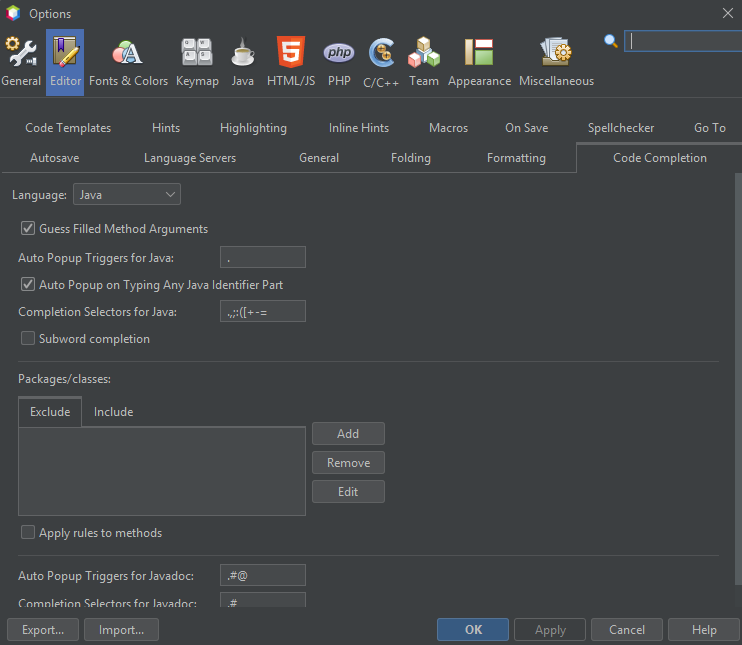 Options
General Editor Fonts & Colors Keymap Java HTML/JS PHP C/C++ Team Appearance Miscellaneous
Code Templates Hints Highlighting Inline Hints Macros On Save Spellchecker Go To
Autosave Language Servers General Folding Formatting Code Completion
Language: Java
Guess Filled Method Arguments
Auto Popup Triggers for Java: .
Auto Popup on Typing Any Java Identifier Part
Completion Selectors for Java: .,;:([+-=
Subword completion
Packages/classes:
Exclude Include
Add
Remove
Edit
Apply rules to methods
Auto Popup Triggers for Javadoc: .#@
Completion Selectors for Javadoc: .#
Export... Import... OK Apply Cancel Help